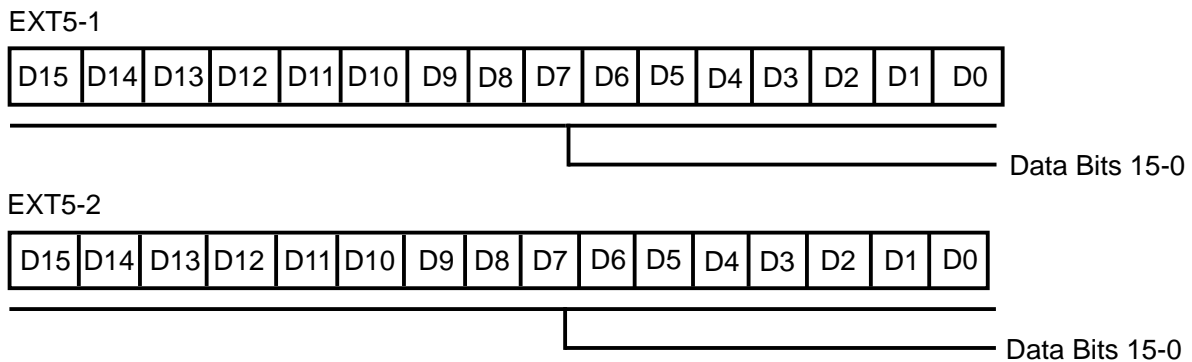 EXT5-1
D15 D14 D13 D12 D11 D10 D9 D8 D7 D6 D5 D4 D3 D2 D1 D0
Data Bits 15-0
EXT5-2
D15 D14 D13 D12 D11 D10 D9 D8 D7 D6 D5 D4 D3 D2 D1 D0
Data Bits 15-0